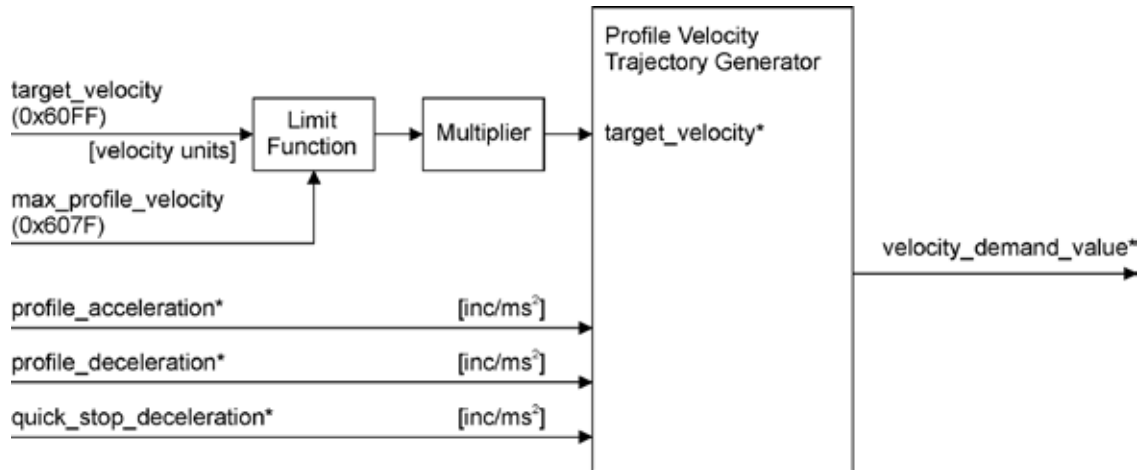 Profile Velocity
Trajectory Generator
target_velocity
(0x60FF)
[velocity units]
Limit
Function
Multiplier
target_velocity*
max_profile_velocity
(0x607F)
velocity_demand_value*
profile_acceleration* [inc/ms²]
profile_deceleration* [inc/ms²]
quick_stop_deceleration* [inc/ms²]